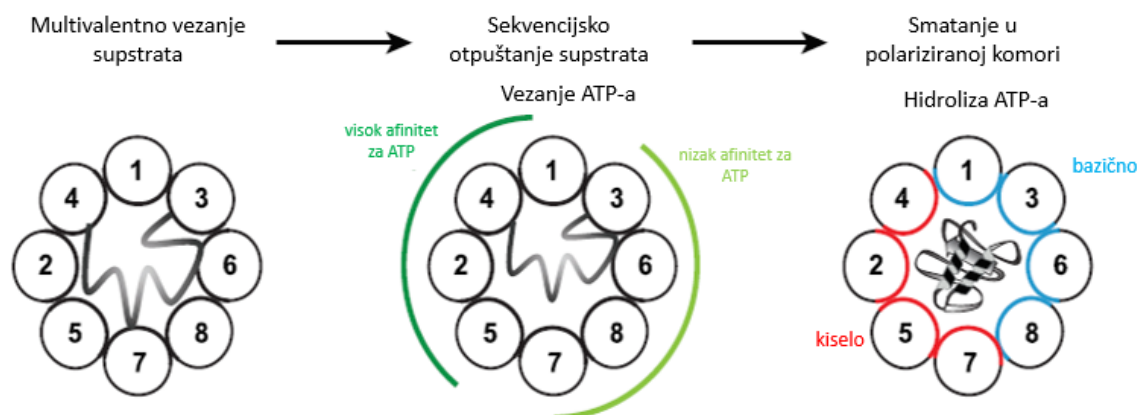 Multivalentno vezanje
supstrata
Sekvencijsko
otpuštanje supstrata
Smatanje u
polariziranoj komori
Vezanje ATP-a
Hidroliza ATP-a
visok afinitet
za ATP
nizak afinitet za
ATP
bazično
kiselo
1
3
6
8
7
5
2
4
1
3
6
8
7
5
2
4
1
3
6
8
7
5
2
4